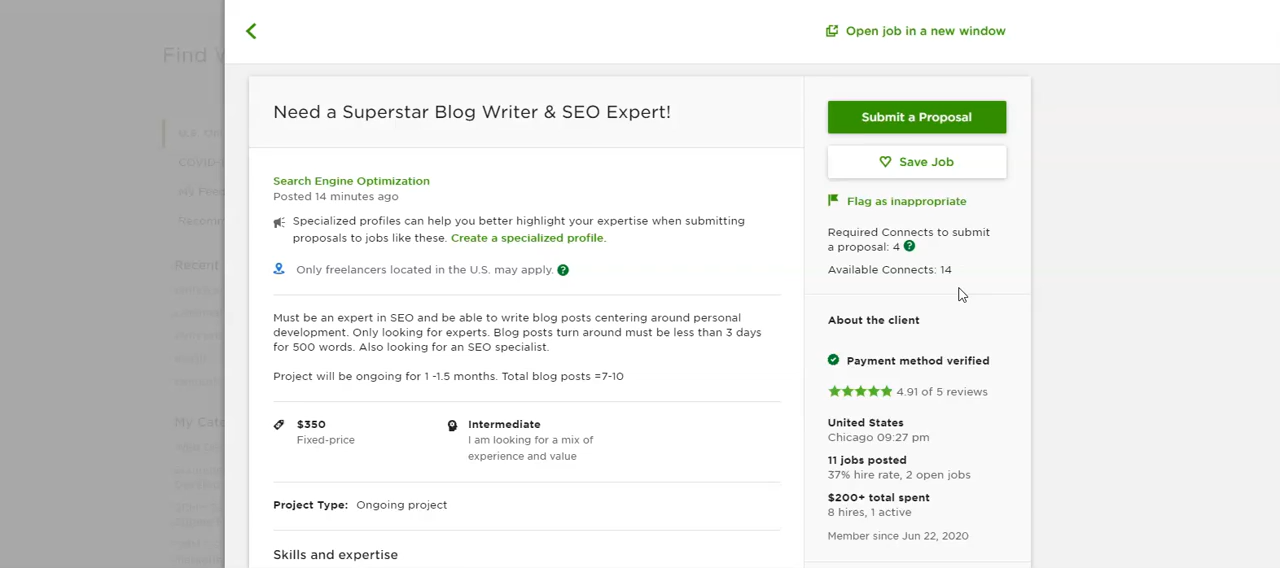 Open job in a new window
Find
Need a Superstar Blog Writer & SEO Expert!
Submit a Proposal
Save Job
Search Engine Optimization
Posted 14 minutes ago
Flag as inappropriate
Specialized profiles can help you better highlight your expertise when submitting
proposals to jobs like these. Create a specialized profile.
Required Connects to submit
a proposal: 4 ?
Only freelancers located in the U.S. may apply. ?
Available Connects: 14
Must be an expert in SEO and be able to write blog posts centering around personal
development. Only looking for experts. Blog posts turn around must be less than 3 days
for 500 words. Also looking for an SEO specialist.
Project will be ongoing for 1 -1.5 months. Total blog posts =7-10
About the client
Payment method verified
4.91 of 5 reviews
$350
Fixed-price
Intermediate
I am looking for a mix of
experience and value
United States
Chicago 09:27 pm
11 jobs posted
37% hire rate, 2 open jobs
$200+ total spent
8 hires, 1 active
Member since Jun 22, 2020
Project Type: Ongoing project
Skills and expertise
My Feed
Recent